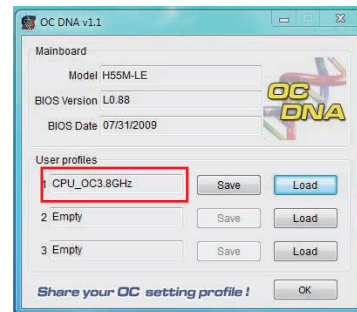 OC DNA v1.1
Mainboard
Model H55M-LE
BIOS Version L0.88
BIOS Date 07/31/2009
OC
DNA
User profiles
1 CPU_OC3.8GHz Save Load
2 Empty Save Load
3 Empty Save Load
Share your OC setting profile ! OK